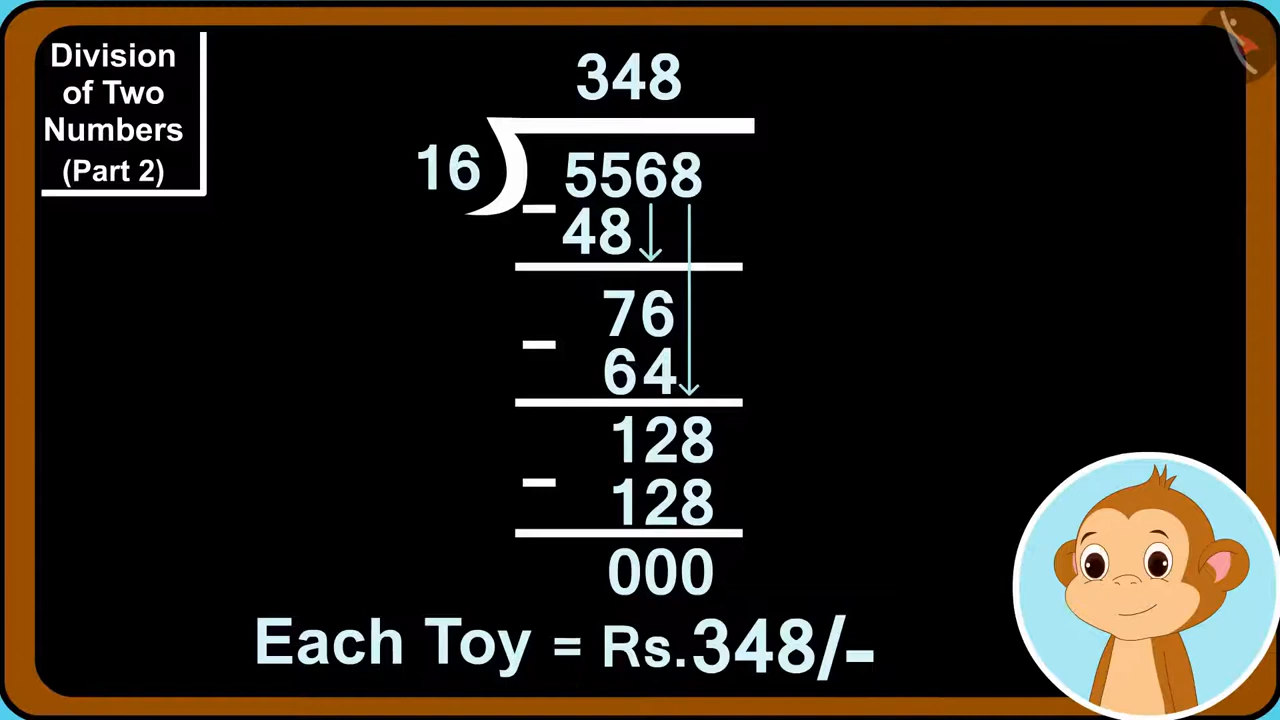 Division
of Two
Numbers
(Part 2)
348
16 5568
- 48
76
- 64
128
- 128
000
Each Toy = Rs.348/-